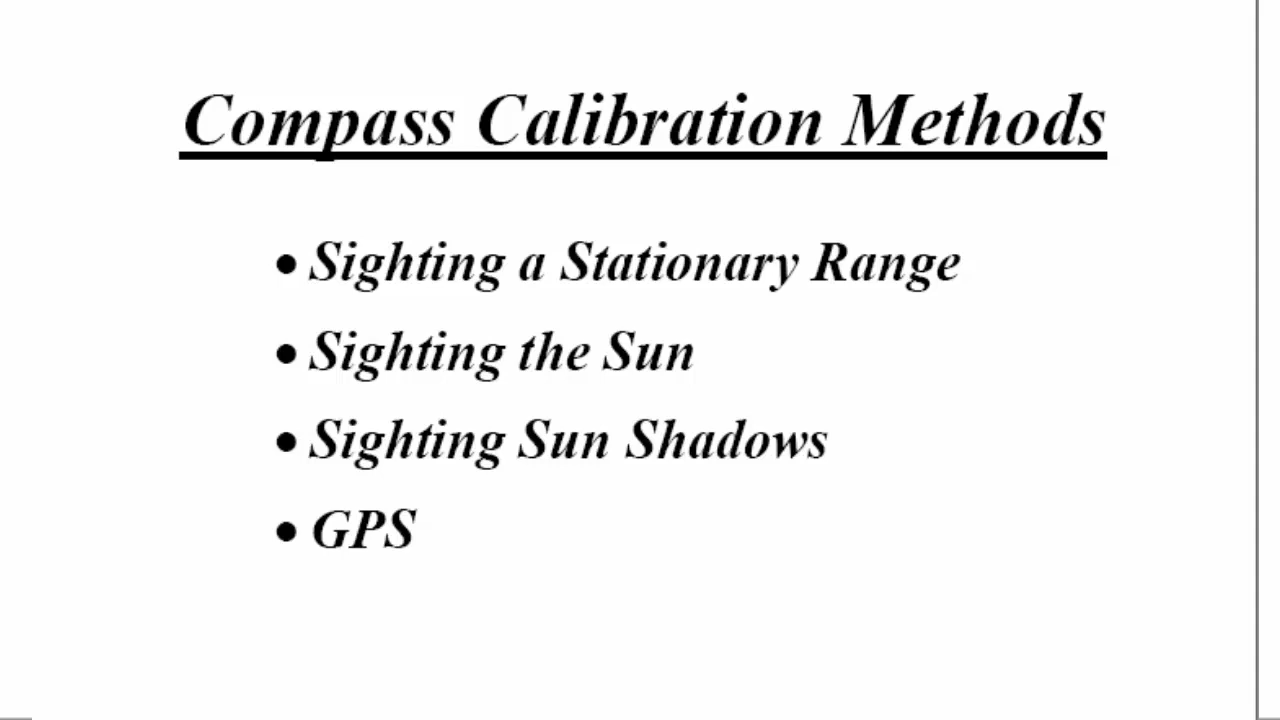 Compass Calibration Methods
• Sighting a Stationary Range
• Sighting the Sun
• Sighting Sun Shadows
• GPS